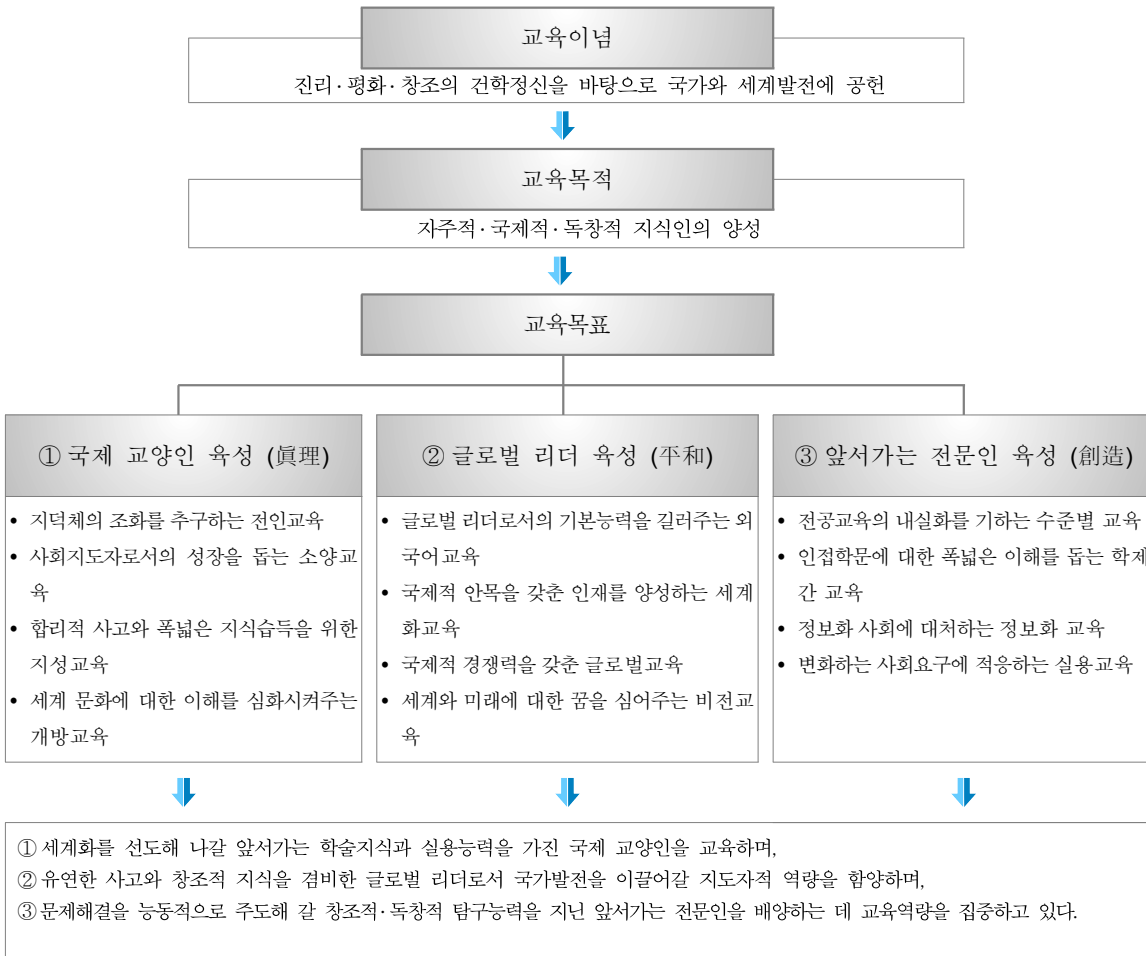 교육이념
진리·평화·창조의 건학정신을 바탕으로 국가와 세계발전에 공헌
교육목적
자주적·국제적·독창적 지식인의 양성
교육목표
① 국제 교양인 육성 (眞理)
• 지덕체의 조화를 추구하는 전인교육
• 사회지도자로서의 성장을 돕는 소양교
육
• 합리적 사고와 폭넓은 지식습득을 위한
지성교육
• 세계 문화에 대한 이해를 심화시켜주는
개방교육
② 글로벌 리더 육성 (平和)
• 글로벌 리더로서의 기본능력을 길러주는 외
국어교육
• 국제적 안목을 갖춘 인재를 양성하는 세계
화교육
• 국제적 경쟁력을 갖춘 글로벌교육
• 세계와 미래에 대한 꿈을 심어주는 비전교
육
③ 앞서가는 전문인 육성 (創造)
• 전공교육의 내실화를 기하는 수준별 교육
• 인접학문에 대한 폭넓은 이해를 돕는 학제
간 교육
• 정보화 사회에 대처하는 정보화 교육
• 변화하는 사회요구에 적응하는 실용교육
① 세계화를 선도해 나갈 앞서가는 학술지식과 실용능력을 가진 국제 교양인을 교육하며,
② 유연한 사고와 창조적 지식을 겸비한 글로벌 리더로서 국가발전을 이끌어갈 지도자적 역량을 함양하며,
③ 문제해결을 능동적으로 주도해 갈 창조적·독창적 탐구능력을 지닌 앞서가는 전문인을 배양하는 데 교육역량을 집중하고 있다.